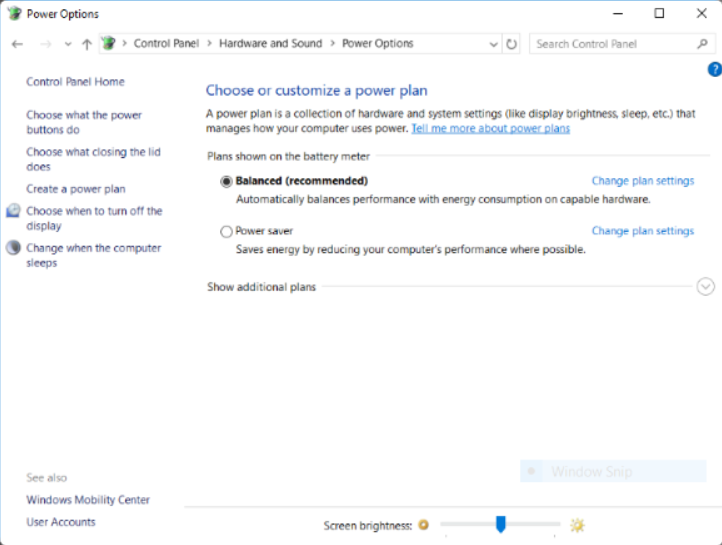 Power Options
Control Panel > Hardware and Sound > Power Options
Search Control Panel
Control Panel Home
Choose what the power
buttons do
Choose what closing the lid
does
Create a power plan
Choose when to turn off the
display
Change when the computer
sleeps
Choose or customize a power plan
A power plan is a collection of hardware and system settings (like display brightness, sleep, etc.) that
manages how your computer uses power. Tell me more about power plans
Plans shown on the battery meter
Balanced (recommended) Change plan settings
Automatically balances performance with energy consumption on capable hardware.
Power saver Change plan settings
Saves energy by reducing your computer's performance where possible.
Show additional plans
Window Snip
See also
Windows Mobility Center
User Accounts
Screen brightness: